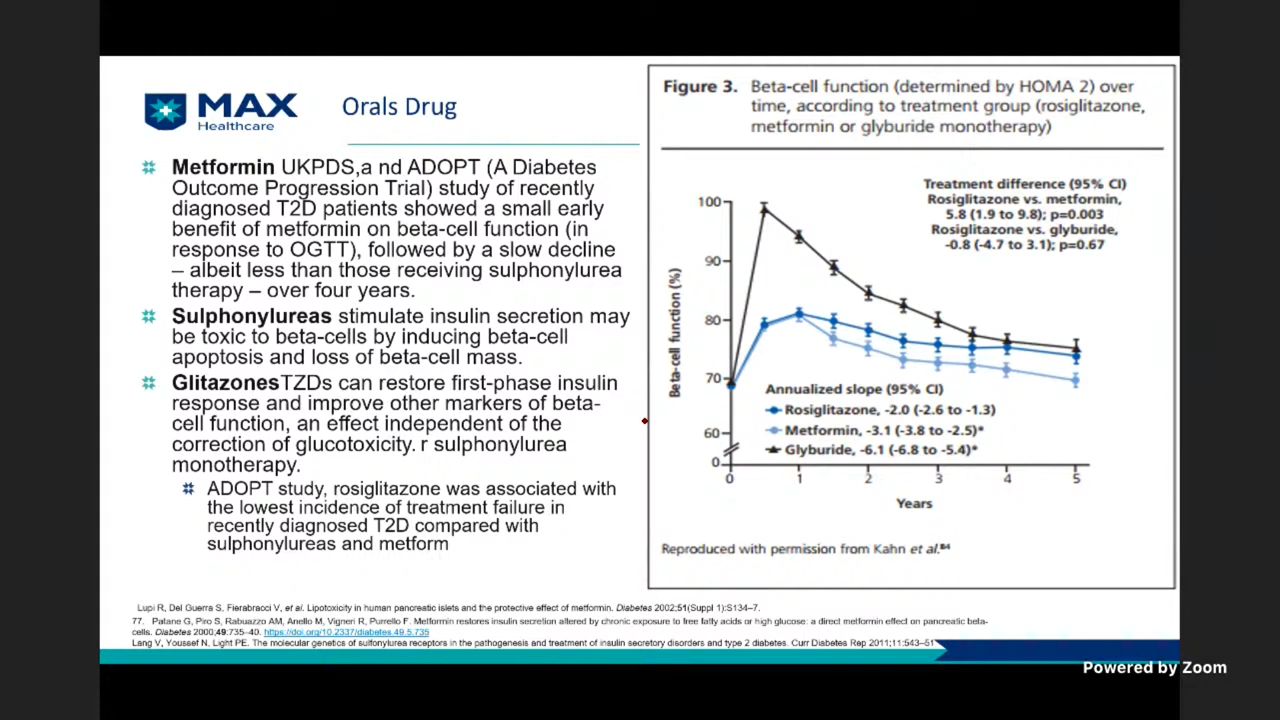 MAX
Healthcare
Orals Drug
Metformin UKPDS,a nd ADOPT (A Diabetes
Outcome Progression Trial) study of recently
diagnosed T2D patients showed a small early
benefit of metformin on beta-cell function (in
response to OGTT), followed by a slow decline
– albeit less than those receiving sulphonylurea
therapy – over four years.
Sulphonylureas stimulate insulin secretion may
be toxic to beta-cells by inducing beta-cell
apoptosis and loss of beta-cell mass.
GlitazonesTZDs can restore first-phase insulin
response and improve other markers of beta-
cell function, an effect independent of the
correction of glucotoxicity. r sulphonylurea
monotherapy.
ADOPT study, rosiglitazone was associated with
the lowest incidence of treatment failure in
recently diagnosed T2D compared with
sulphonylureas and metform
Figure 3. Beta-cell function (determined by HOMA 2) over
time, according to treatment group (rosiglitazone,
metformin or glyburide monotherapy)
Treatment difference (95% CI)
Rosiglitazone vs. metformin,
5.8 (1.9 to 9.8); p=0.003
Rosiglitazone vs. glyburide,
-0.8 (-4.7 to 3.1); p=0.67
Beta-cell function (%)
100
90
80
70
60
0
Annualized slope (95% CI)
Rosiglitazone, -2.0 (-2.6 to -1.3)
Metformin, -3.1 (-3.8 to -2.5)*
Glyburide, -6.1 (-6.8 to -5.4)*
0 1 2 3 4 5
Years
Reproduced with permission from Kahn et al.84
Lupi R, Del Guerra S, Fierabracci V, et al. Lipotoxicity in human pancreatic islets and the protective effect of metformin. Diabetes 2002;51(Suppl 1):S134–7.
77. Patane G, Piro S, Rabuazzo AM, Anello M, Vigneri R, Purrello F. Metformin restores insulin secretion altered by chronic exposure to free fatty acids or high glucose: a direct metformin effect on pancreatic beta-
cells. Diabetes 2000;49:735–40. https://doi.org/10.2337/diabetes.49.5.735
Lang V, Youssef N, Light PE. The molecular genetics of sulfonylurea receptors in the pathogenesis and treatment of insulin secretory disorders and type 2 diabetes. Curr Diabetes Rep 2011;11:543–51
Powered by Zoom